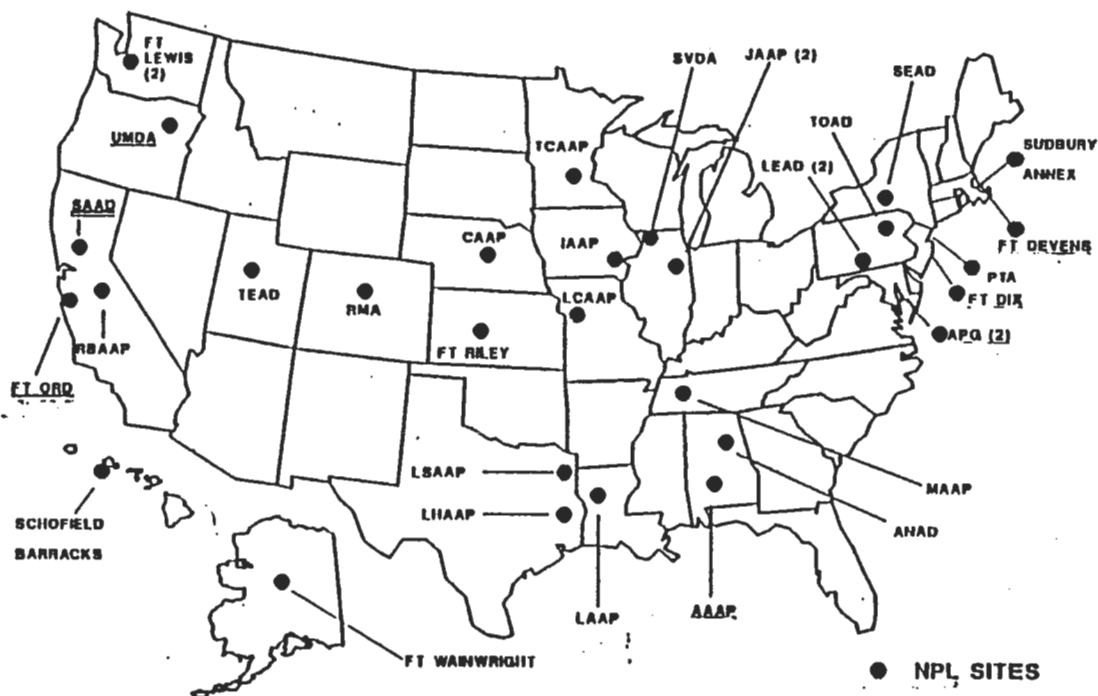 FT
LEWIS
(2)
UMDA
SAAD
RBAAP
FT ORD
TEAD
RMA
CAAP
FT RILEY
TCAAP
IAAP
LCAAP
SVDA
JAAP (2)
SEAD
TOAD
LEAD (2)
SUDBURY
ANNEX
FT DEVENS
PTA
FT DIX
APG (2)
MAAP
ANAD
AAAP
LAAP
LSAAP
LHAAP
SCHOFIELD
BARRACKS
FT WAINWRIGHT
NPL SITES